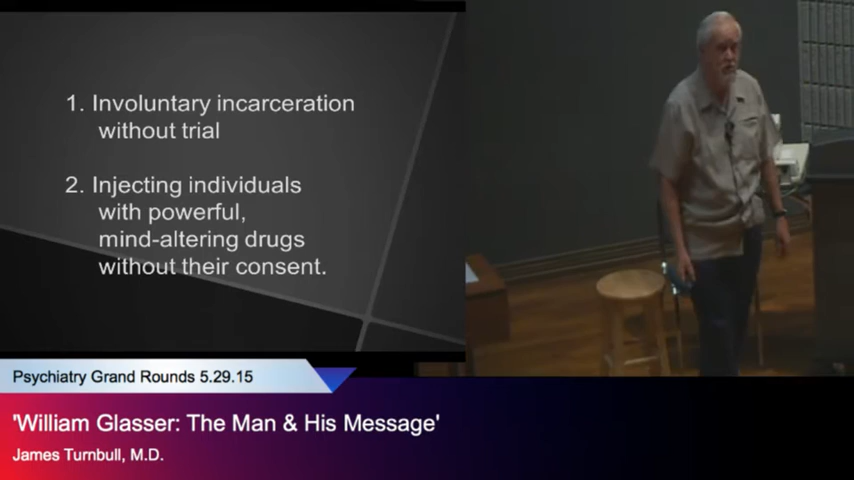 1. Involuntary incarceration
without trial
2. Injecting individuals
with powerful,
mind-altering drugs
without their consent.
Psychiatry Grand Rounds 5.29.15
'William Glasser: The Man & His Message'
James Turnbull, M.D.